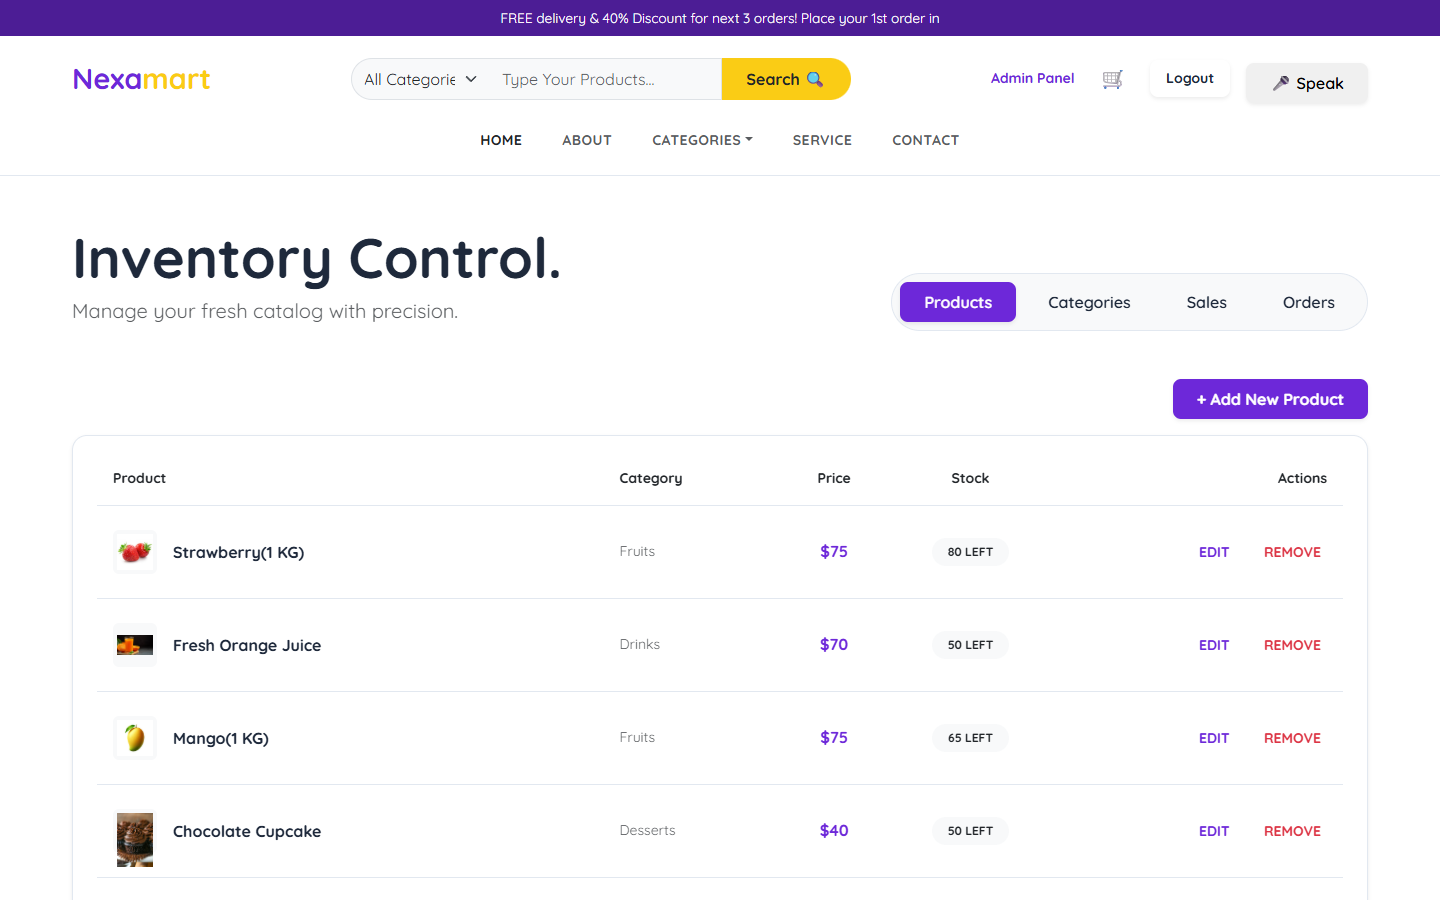 FREE delivery & 40% Discount for next 3 orders! Place your 1st order in
Nexamart
All Categorie
Type Your Products...
Search
Admin Panel
Logout
Speak
HOME
ABOUT
CATEGORIES
SERVICE
CONTACT
Inventory Control.
Manage your fresh catalog with precision.
Products
Categories
Sales
Orders
+ Add New Product
Product Category Price Stock Actions
Strawberry(1 KG) Fruits $75 80 LEFT EDIT REMOVE
Fresh Orange Juice Drinks $70 50 LEFT EDIT REMOVE
Mango(1 KG) Fruits $75 65 LEFT EDIT REMOVE
Chocolate Cupcake Desserts $40 50 LEFT EDIT REMOVE